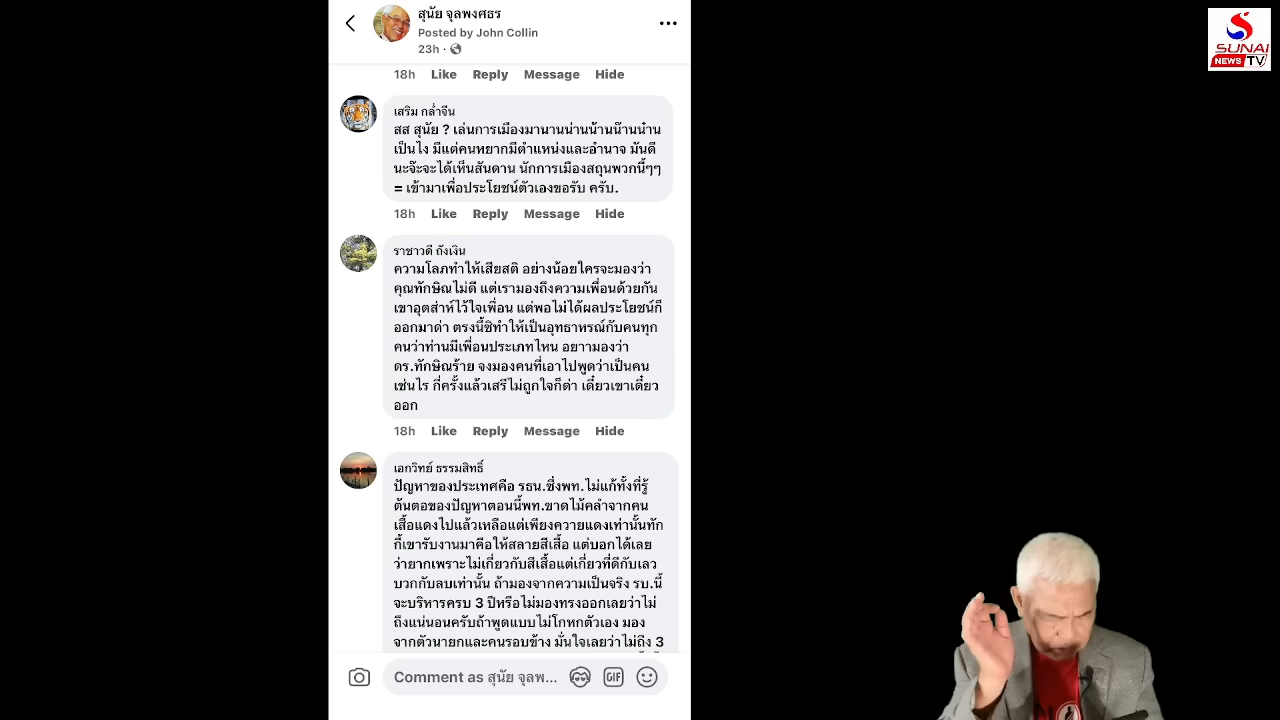 สุนัย จุลพงศธร
Posted by John Collin
23h ·
SUNAI
NEWS TV
18h Like Reply Message Hide
เสริม กล่ำจีน
สส สุนัย ? เล่นการเมืองมานานน่านน้านน๊านน๋าน
เป็นไง มีแต่คนหยากมีตำแหน่งและอำนาจ มันดี
นะจ๊ะจะได้เห็นสันดาน นักการเมืองสถุนพวกนี้ๆๆ
= เข้ามาเพื่อประโยชน์ตัวเองขอรับ ครับ.
18h Like Reply Message Hide
ราชาวดี ถังเงิน
ความโลภทำให้เสียสติ อย่างน้อยใครจะมองว่า
คุณทักษิณไม่ดี แต่เรามองถึงความเพื่อนด้วยกัน
เขาอุตส่าห์ไว้ใจเพื่อน แต่พอไม่ได้ผลประโยชน์ก็
ออกมาด่า ตรงนี้ซิทำให้เป็นอุทธาหรณ์กับคนทุก
คนว่าท่านมีเพื่อนประเภทไหน อยาามองว่า
ดร.ทักษิณร้าย จงมองคนที่เอาไปพูดว่าเป็นคน
เช่นไร กี่ครั้งแล้วเสรีไม่ถูกใจก็ด่า เดี๋ยวเขาเดี๋ยว
ออก
18h Like Reply Message Hide
เอกวิทย์ ธรรมสิทธิ์
ปัญหาของประเทศคือ รธน.ซึ่งพท.ไม่แก้ทั้งที่รู้
ต้นตอของปัญหาตอนนี้พท.ขาดไม้คล้ำจากคน
เสื้อแดงไปแล้วเหลือแต่เพียงควายแดงเท่านั้นทัก
กี้เขารับงานมาคือให้สลายสีเสื้อ แต่บอกได้เลย
ว่ายากเพราะไม่เกี่ยวกับสีเสื้อแต่เกี่ยวที่ดีกับเลว
บวกกับลบเท่านั้น ถ้ามองจากความเป็นจริง รบ.นี้
จะบริหารครบ 3 ปีหรือไม่มองทรงออกเลยว่าไม่
ถึงแน่นอนครับถ้าพูดแบบไม่โกหกตัวเอง มอง
จากตัวนายกและคนรอบข้าง มั่นใจเลยว่าไม่ถึง 3
Comment as สุนัย จุลพ...
GIF